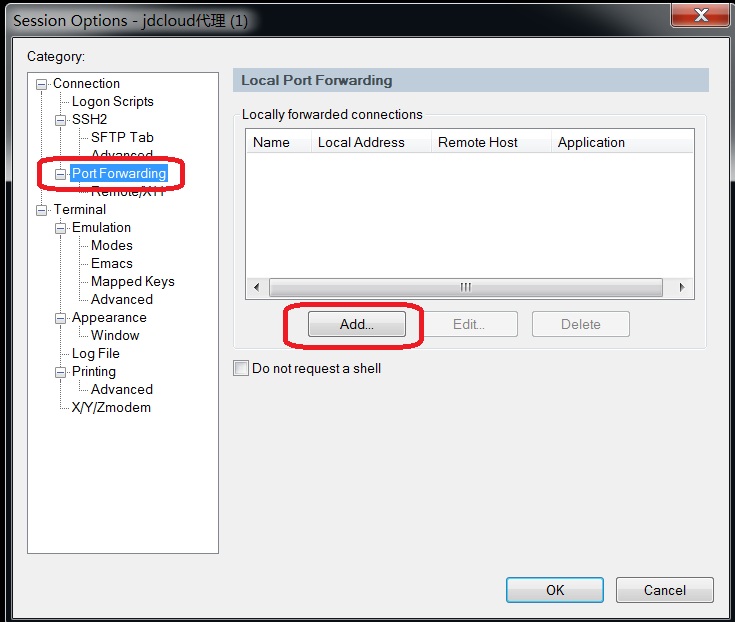 Session Options - jdcloud代理 (1)
Category:
Connection
Logon Scripts
SSH2
SFTP Tab
Advanced
Port Forwarding
Remote/X11
Terminal
Emulation
Modes
Emacs
Mapped Keys
Advanced
Appearance
Window
Log File
Printing
Advanced
X/Y/Zmodem
Local Port Forwarding
Locally forwarded connections
Name Local Address Remote Host Application
Add... Edit... Delete
Do not request a shell
OK Cancel